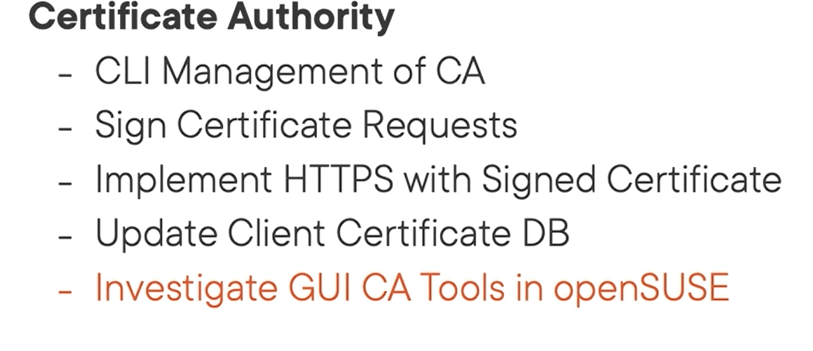 Certificate Authority
- CLI Management of CA
- Sign Certificate Requests
- Implement HTTPS with Signed Certificate
- Update Client Certificate DB
- Investigate GUI CA Tools in openSUSE